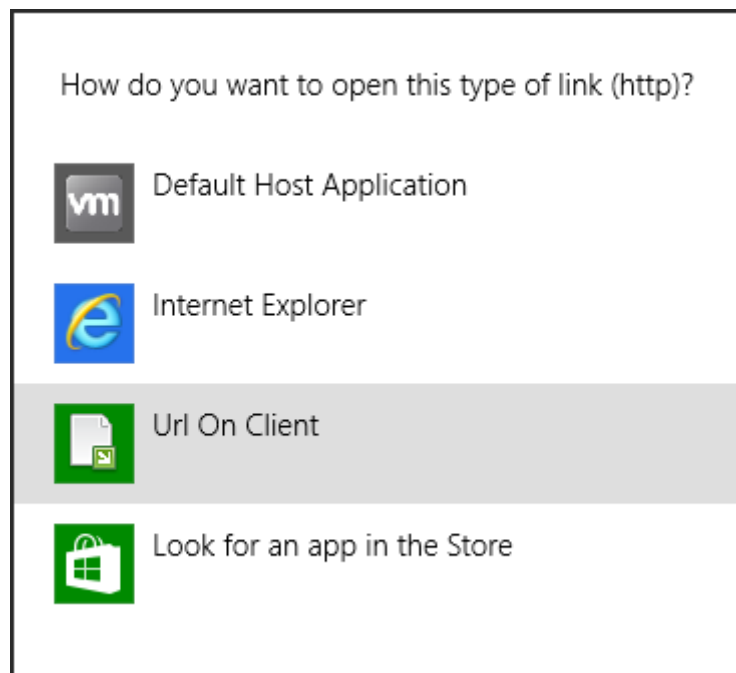 How do you want to open this type of link (http)?
vm
Default Host Application
Internet Explorer
Url On Client
Look for an app in the Store